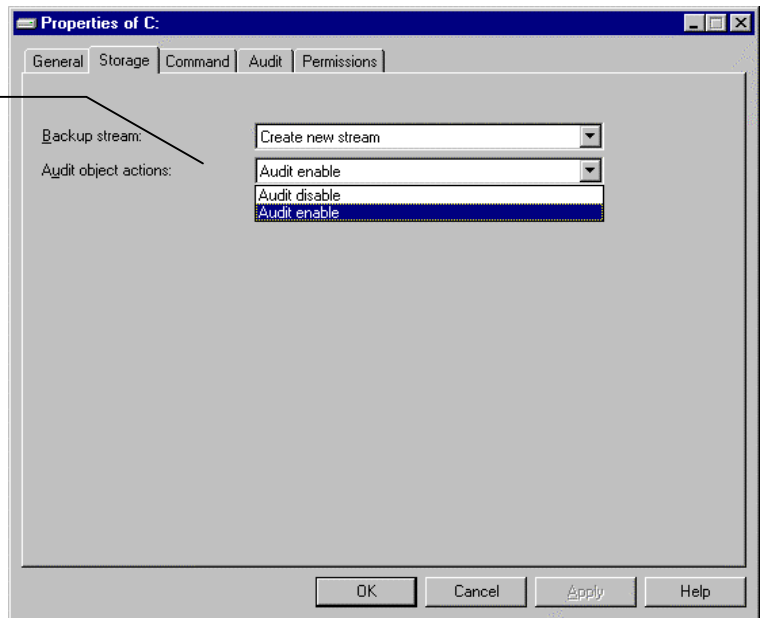 Properties of C:
General Storage Command Audit Permissions
Backup stream: Create new stream
Audit object actions: Audit enable
Audit disable
Audit enable
OK Cancel Apply Help